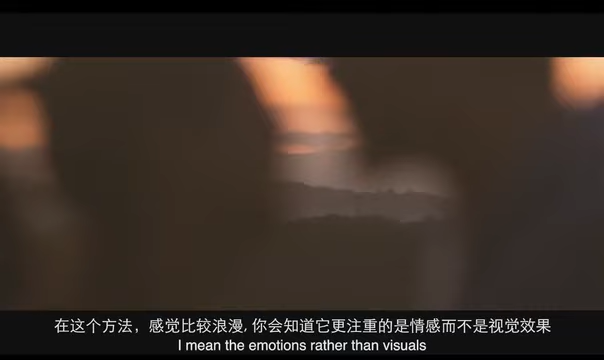 在这个方法，感觉比较浪漫, 你会知道它更注重的是情感而不是视觉效果
I mean the emotions rather than visuals